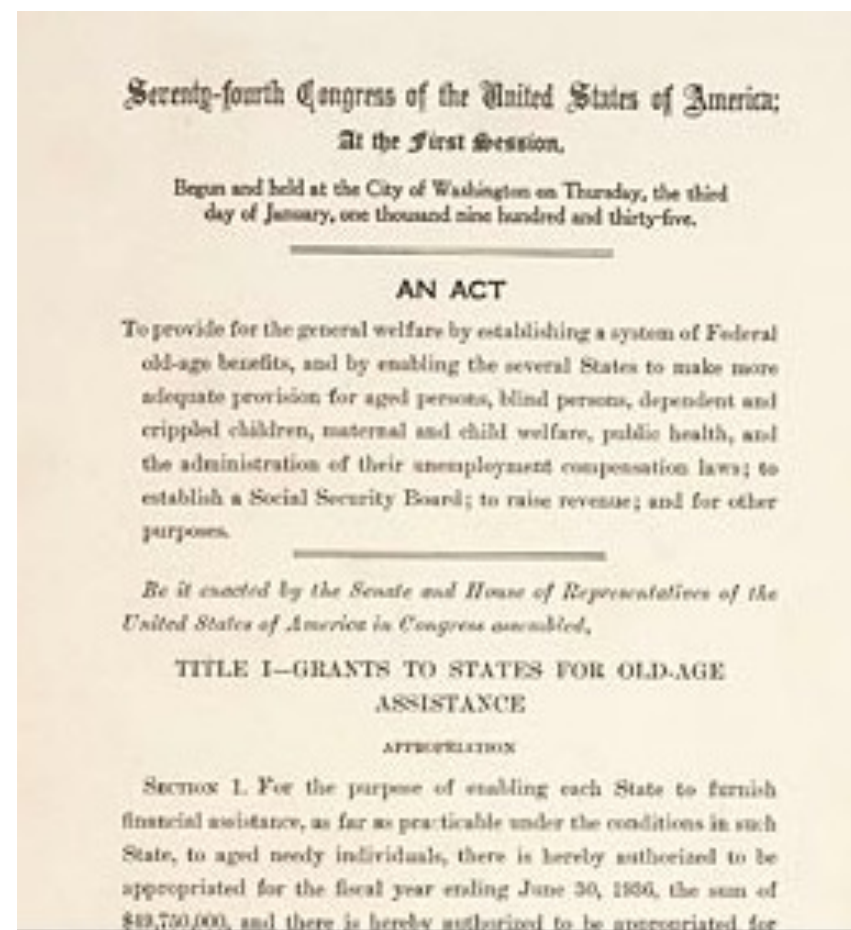 Seventy-fourth Congress of the United States of America;
At the First Session,
Begun and held at the City of Washington on Thursday, the third
day of January, one thousand nine hundred and thirty-five.
AN ACT
To provide for the general welfare by establishing a system of Federal
old-age benefits, and by enabling the several States to make more
adequate provision for aged persons, blind persons, dependent and
crippled children, maternal and child welfare, public health, and
the administration of their unemployment compensation laws; to
establish a Social Security Board; to raise revenue; and for other
purposes.
Be it enacted by the Senate and House of Representatives of the
United States of America in Congress assembled,
TITLE I—GRANTS TO STATES FOR OLD-AGE
ASSISTANCE
APPROPRIATION
SECTION 1. For the purpose of enabling each State to furnish
financial assistance, as far as practicable under the conditions in such
State, to aged needy individuals, there is hereby authorized to be
appropriated for the fiscal year ending June 30, 1936, the sum of
$49,750,000, and there is hereby authorized to be appropriated for